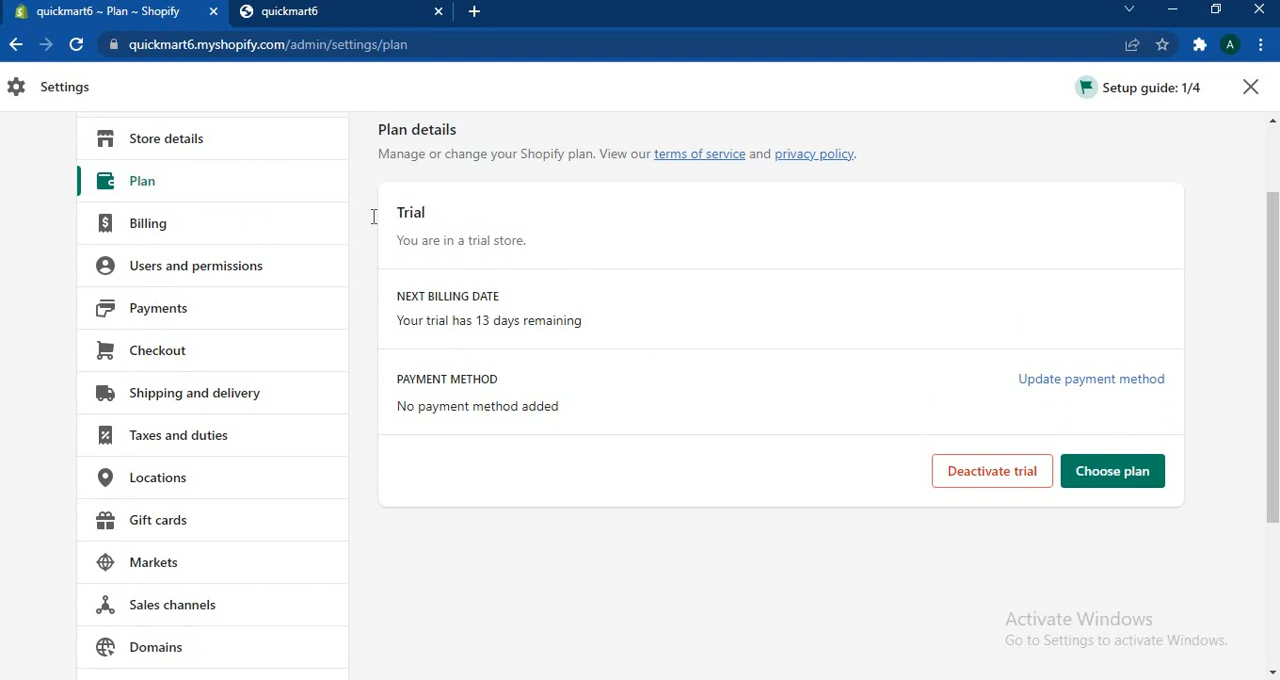 quickmart6 ~ Plan ~ Shopify
quickmart6
quickmart6.myshopify.com/admin/settings/plan
A
Settings
Setup guide: 1/4
Store details
Plan
Billing
Users and permissions
Payments
Checkout
Shipping and delivery
Taxes and duties
Locations
Gift cards
Markets
Sales channels
Domains
Plan details
Manage or change your Shopify plan. View our terms of service and privacy policy.
Trial
You are in a trial store.
NEXT BILLING DATE
Your trial has 13 days remaining
PAYMENT METHOD
Update payment method
No payment method added
Deactivate trial
Choose plan
Activate Windows
Go to Settings to activate Windows.